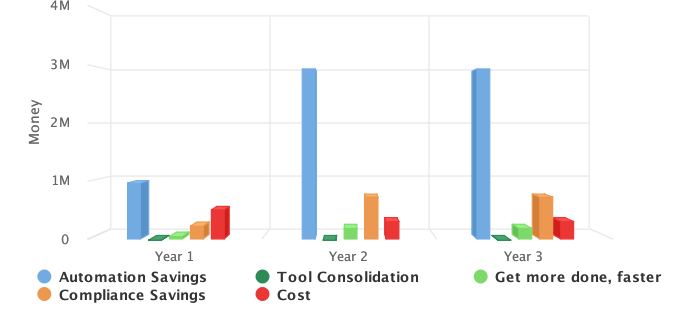 4M
3M
2M
1M
0
Money
Year 1
Year 2
Year 3
Automation Savings
Tool Consolidation
Get more done, faster
Compliance Savings
Cost